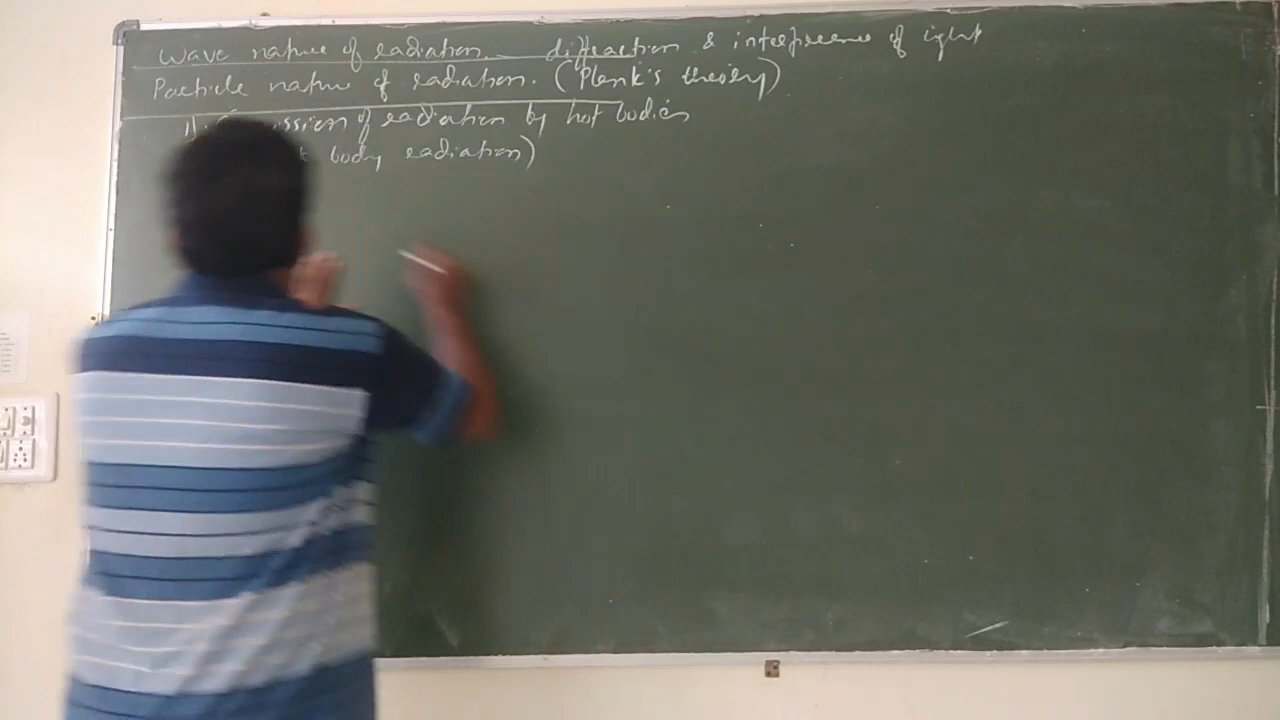 Wave nature of radiation. — diffraction & interference of light
Particle nature of radiation. (Plank's theory)
1). Emission of radiation by hot bodies
body radiation)